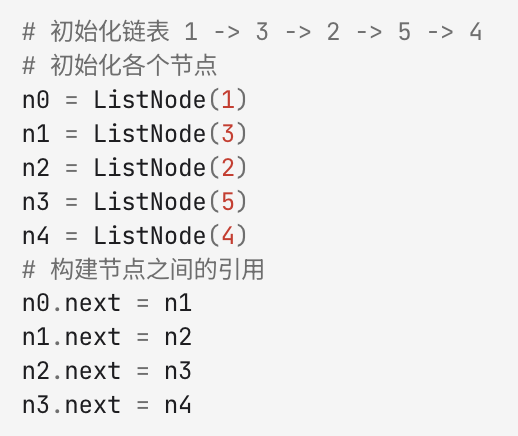 # 初始化链表 1 -> 3 -> 2 -> 5 -> 4
# 初始化各个节点
n0 = ListNode(1)
n1 = ListNode(3)
n2 = ListNode(2)
n3 = ListNode(5)
n4 = ListNode(4)
# 构建节点之间的引用
n0.next = n1
n1.next = n2
n2.next = n3
n3.next = n4